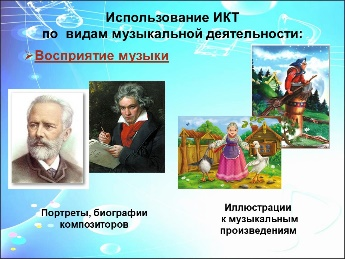 Использование ИКТ
по видам музыкальной деятельности:
Восприятие музыки
Портреты, биографии
композиторов
Иллюстрации
к музыкальным
произведениям